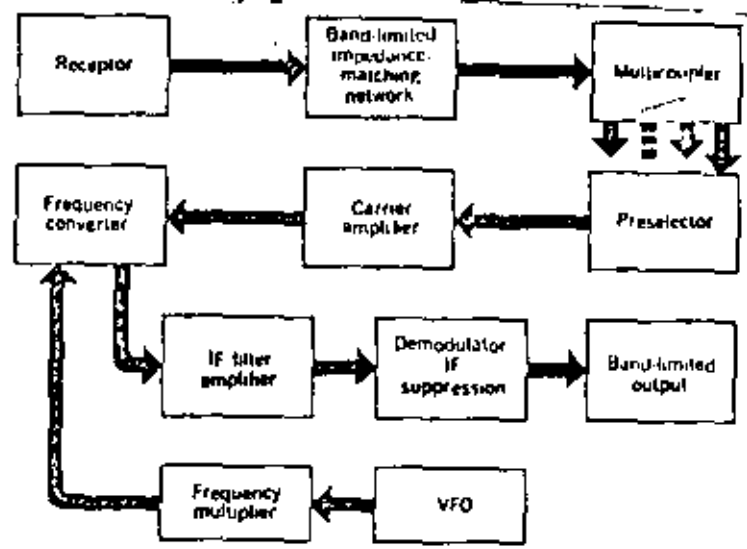 Receptor
Band-limited
impedance-
matching
network
Multicoupler
Frequency
converter
Carrier
amplifier
Preselector
IF filter
amplifier
Demodulator
IF
suppression
Band-limited
output
Frequency
multiplier
VFO